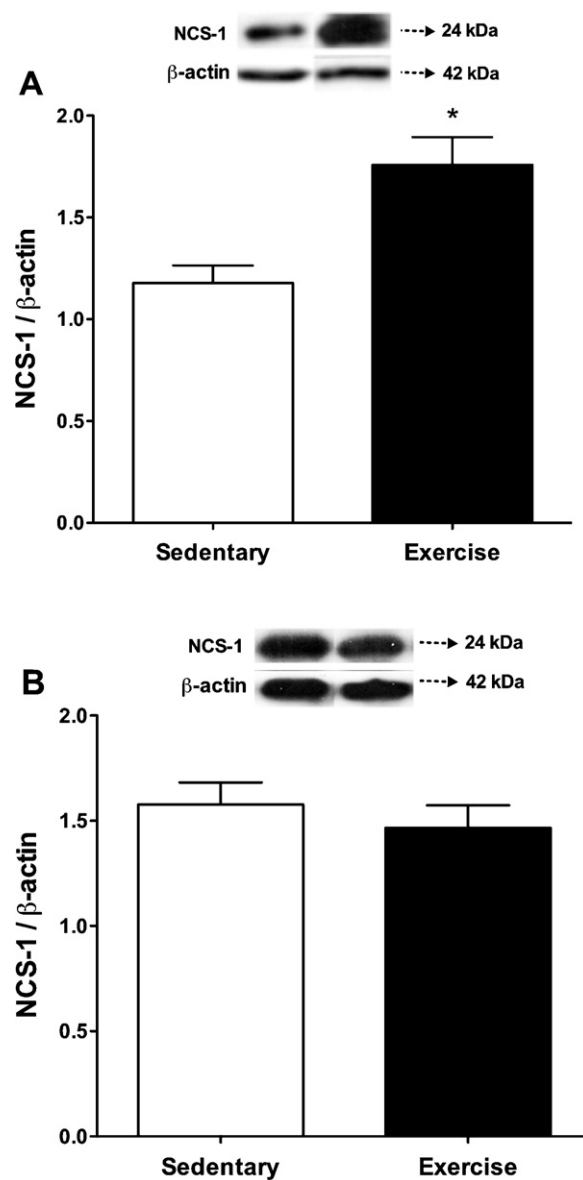 NCS-1 24 kDa
β-actin 42 kDa
A
*
NCS-1 / β-actin
2.0
1.5
1.0
0.5
0.0
Sedentary Exercise
NCS-1 24 kDa
β-actin 42 kDa
B
NCS-1 / β-actin
2.0
1.5
1.0
0.5
0.0
Sedentary Exercise